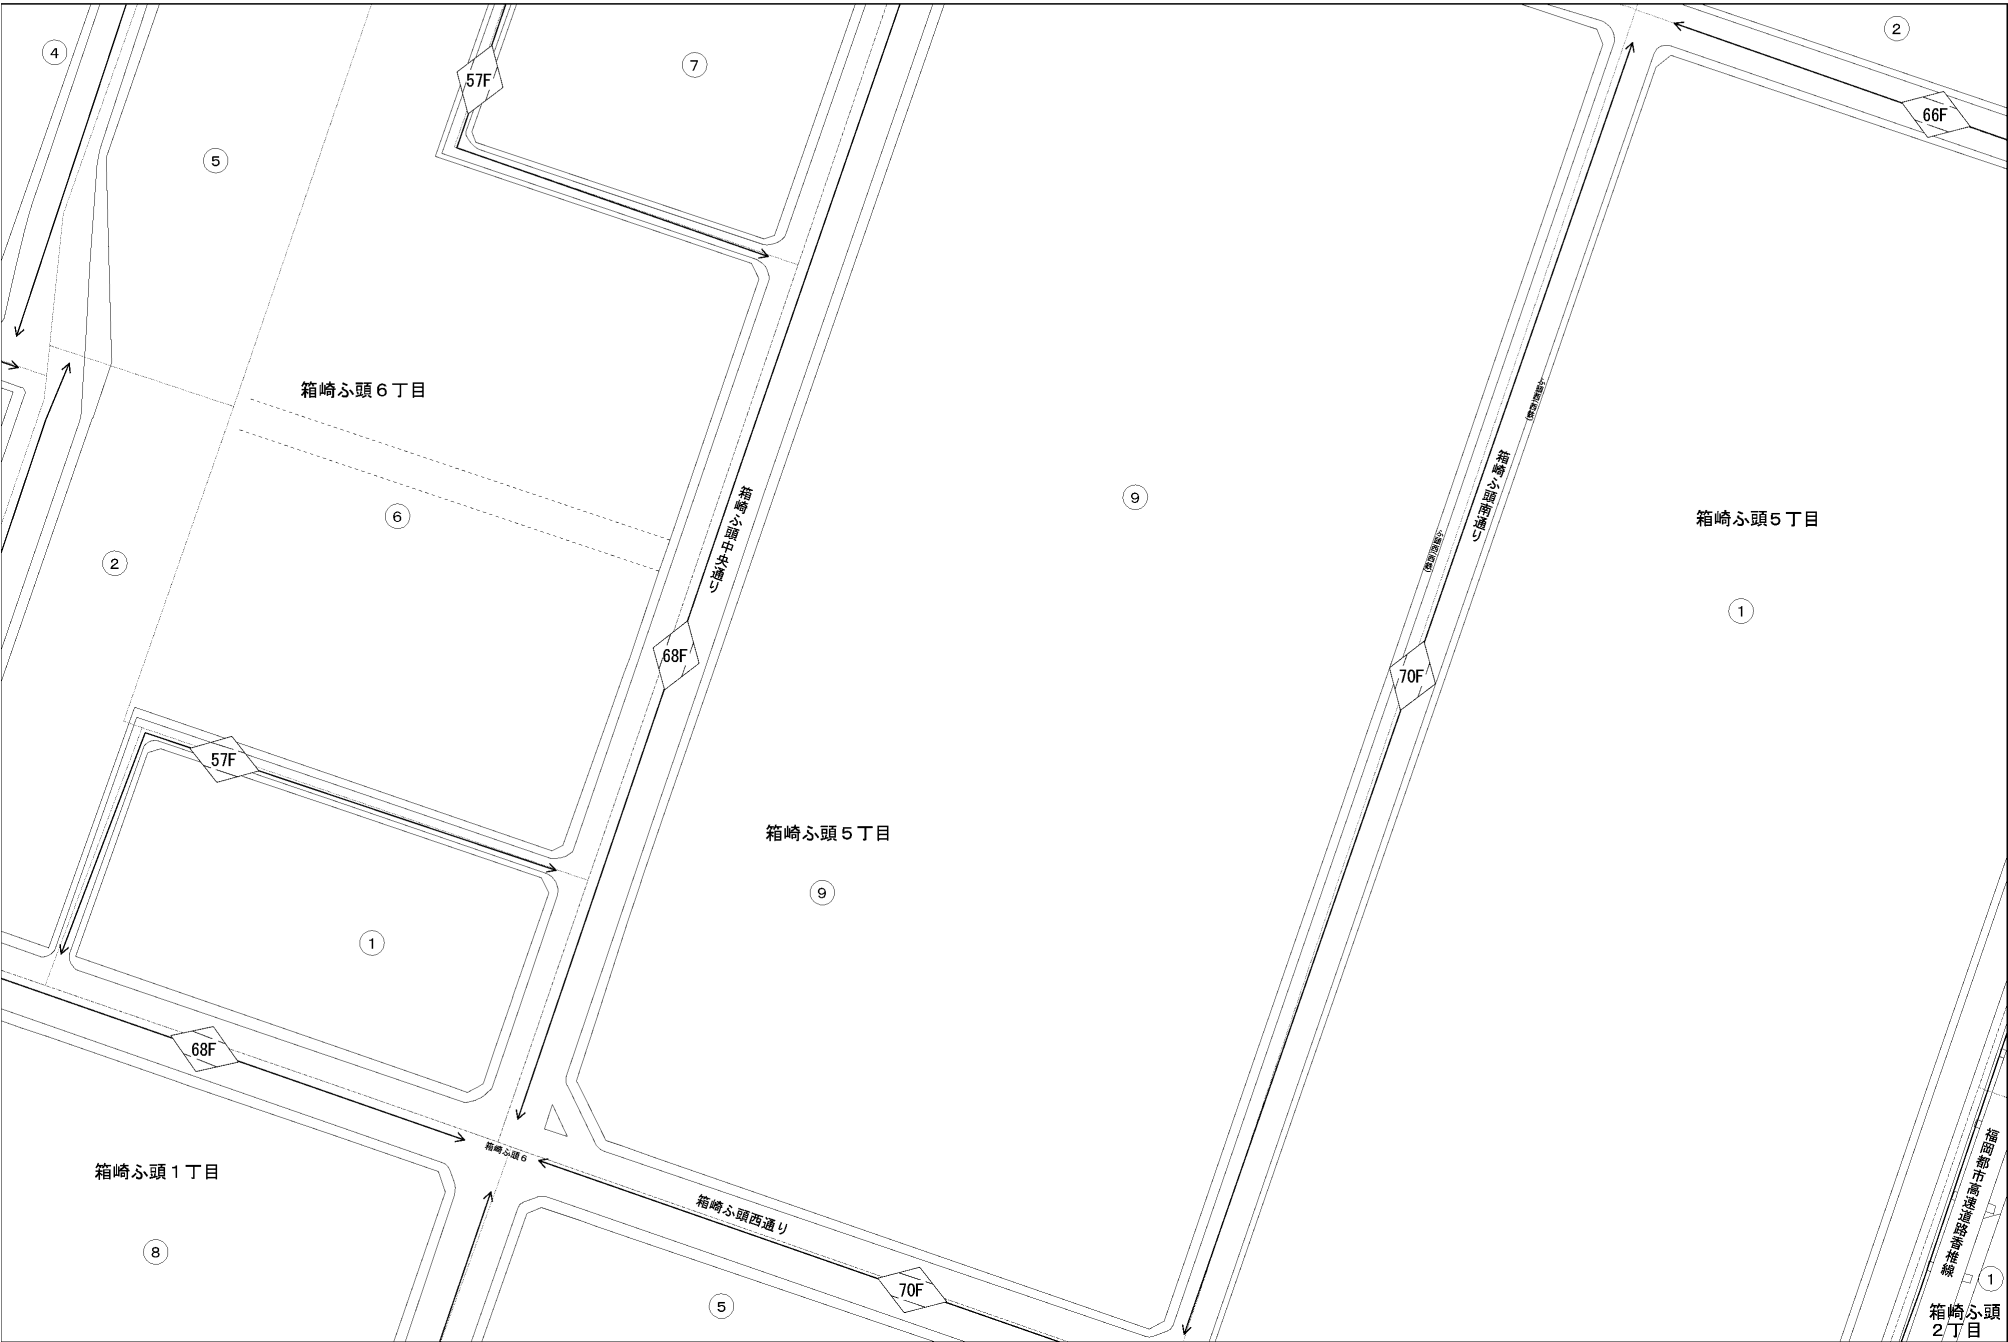 ④
②
⑦
57F
66F
⑤
箱崎ふ頭６丁目
箱崎ふ頭中央通り
⑨
箱崎ふ頭南通り
箱崎ふ頭５丁目
⑥
②
①
68F
70F
57F
箱崎ふ頭５丁目
⑨
①
68F
箱崎ふ頭６
箱崎ふ頭１丁目
箱崎ふ頭西通り
福岡都市高速道路香椎線
⑧
70F
⑤
①
箱崎ふ頭
２丁目